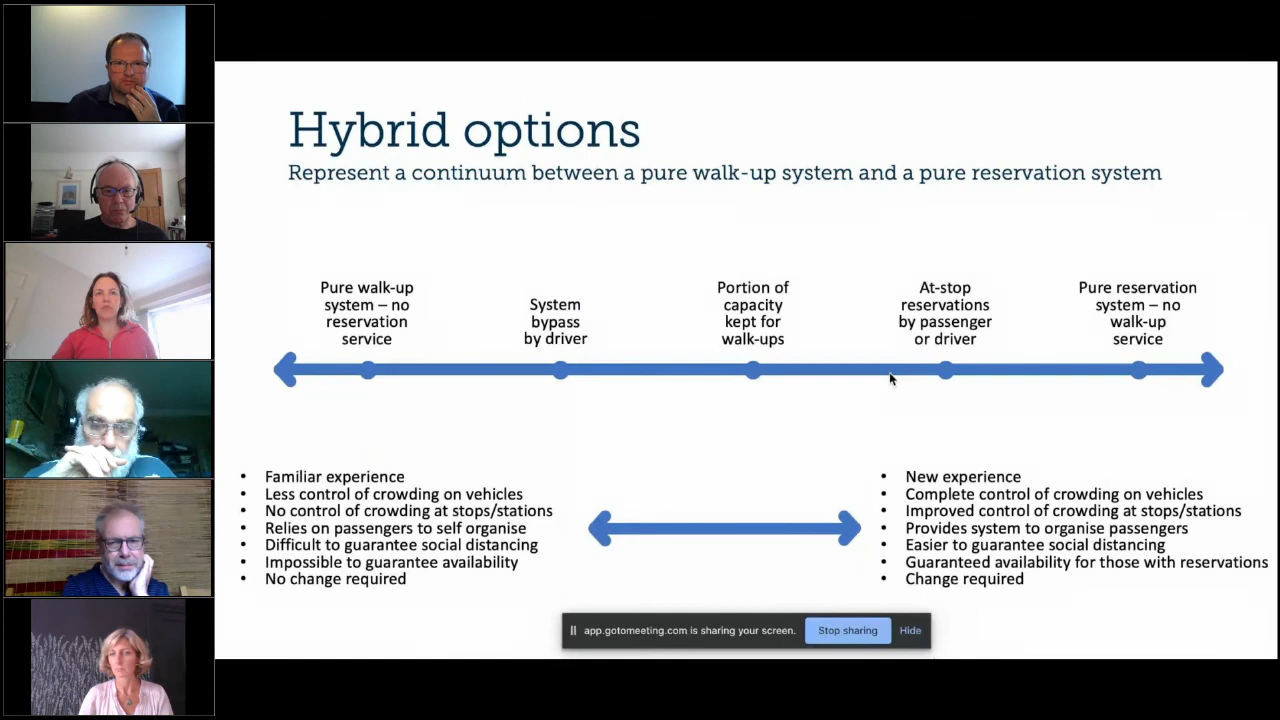 Hybrid options
Represent a continuum between a pure walk-up system and a pure reservation system
Pure walk-up
system – no
reservation
service
System
bypass
by driver
Portion of
capacity
kept for
walk-ups
At-stop
reservations
by passenger
or driver
Pure reservation
system – no
walk-up
service
• Familiar experience
• Less control of crowding on vehicles
• No control of crowding at stops/stations
• Relies on passengers to self organise
• Difficult to guarantee social distancing
• Impossible to guarantee availability
• No change required
• New experience
• Complete control of crowding on vehicles
• Improved control of crowding at stops/stations
• Provides system to organise passengers
• Easier to guarantee social distancing
• Guaranteed availability for those with reservations
• Change required
app.gotomeeting.com is sharing your screen. Stop sharing Hide